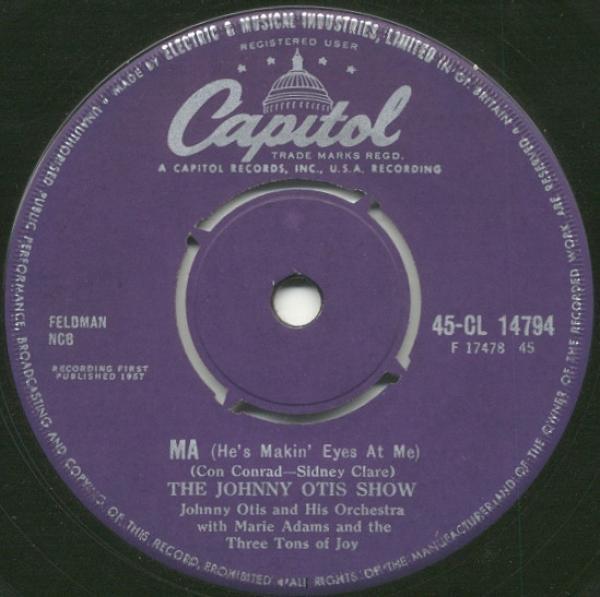 MADE BY ELECTRIC & MUSICAL INDUSTRIES, LIMITED IN GT BRITAIN • ALL RIGHTS OF THE MANUFACTURER AND OF THE OWNER OF THE RECORDED WORK ARE RESERVED
UNAUTHORISED PUBLIC PERFORMANCE, BROADCASTING AND COPYING OF THIS RECORD, PROHIBITED
REGISTERED USER
Capitol
TRADE MARKS REGD.
A CAPITOL RECORDS, INC., U.S.A. RECORDING
FELDMAN
NCB
45-CL 14794
F 17478 45
RECORDING FIRST
PUBLISHED 1957
MA (He's Makin' Eyes At Me)
(Con Conrad—Sidney Clare)
THE JOHNNY OTIS SHOW
Johnny Otis and His Orchestra
with Marie Adams and the
Three Tons of Joy